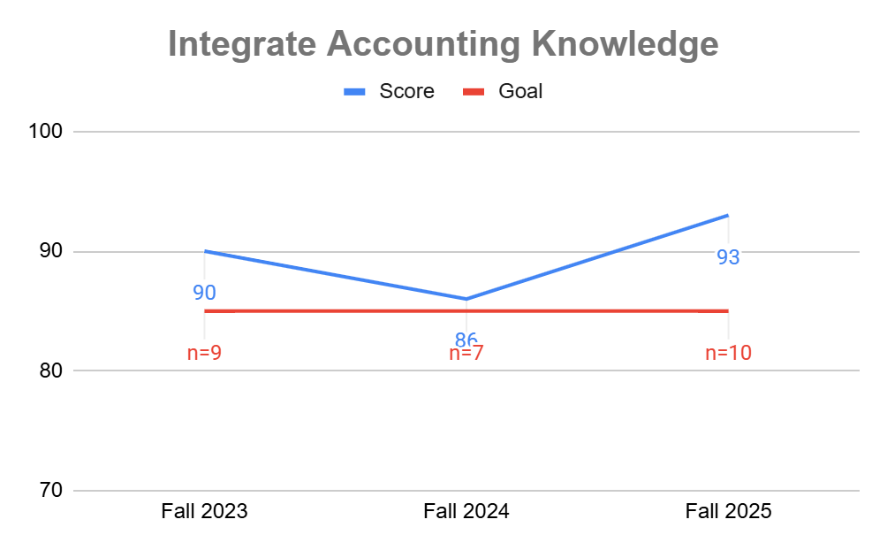 Integrate Accounting Knowledge
Score Goal
100
90
80
70
90
86
93
n=9
n=7
n=10
Fall 2023 Fall 2024 Fall 2025